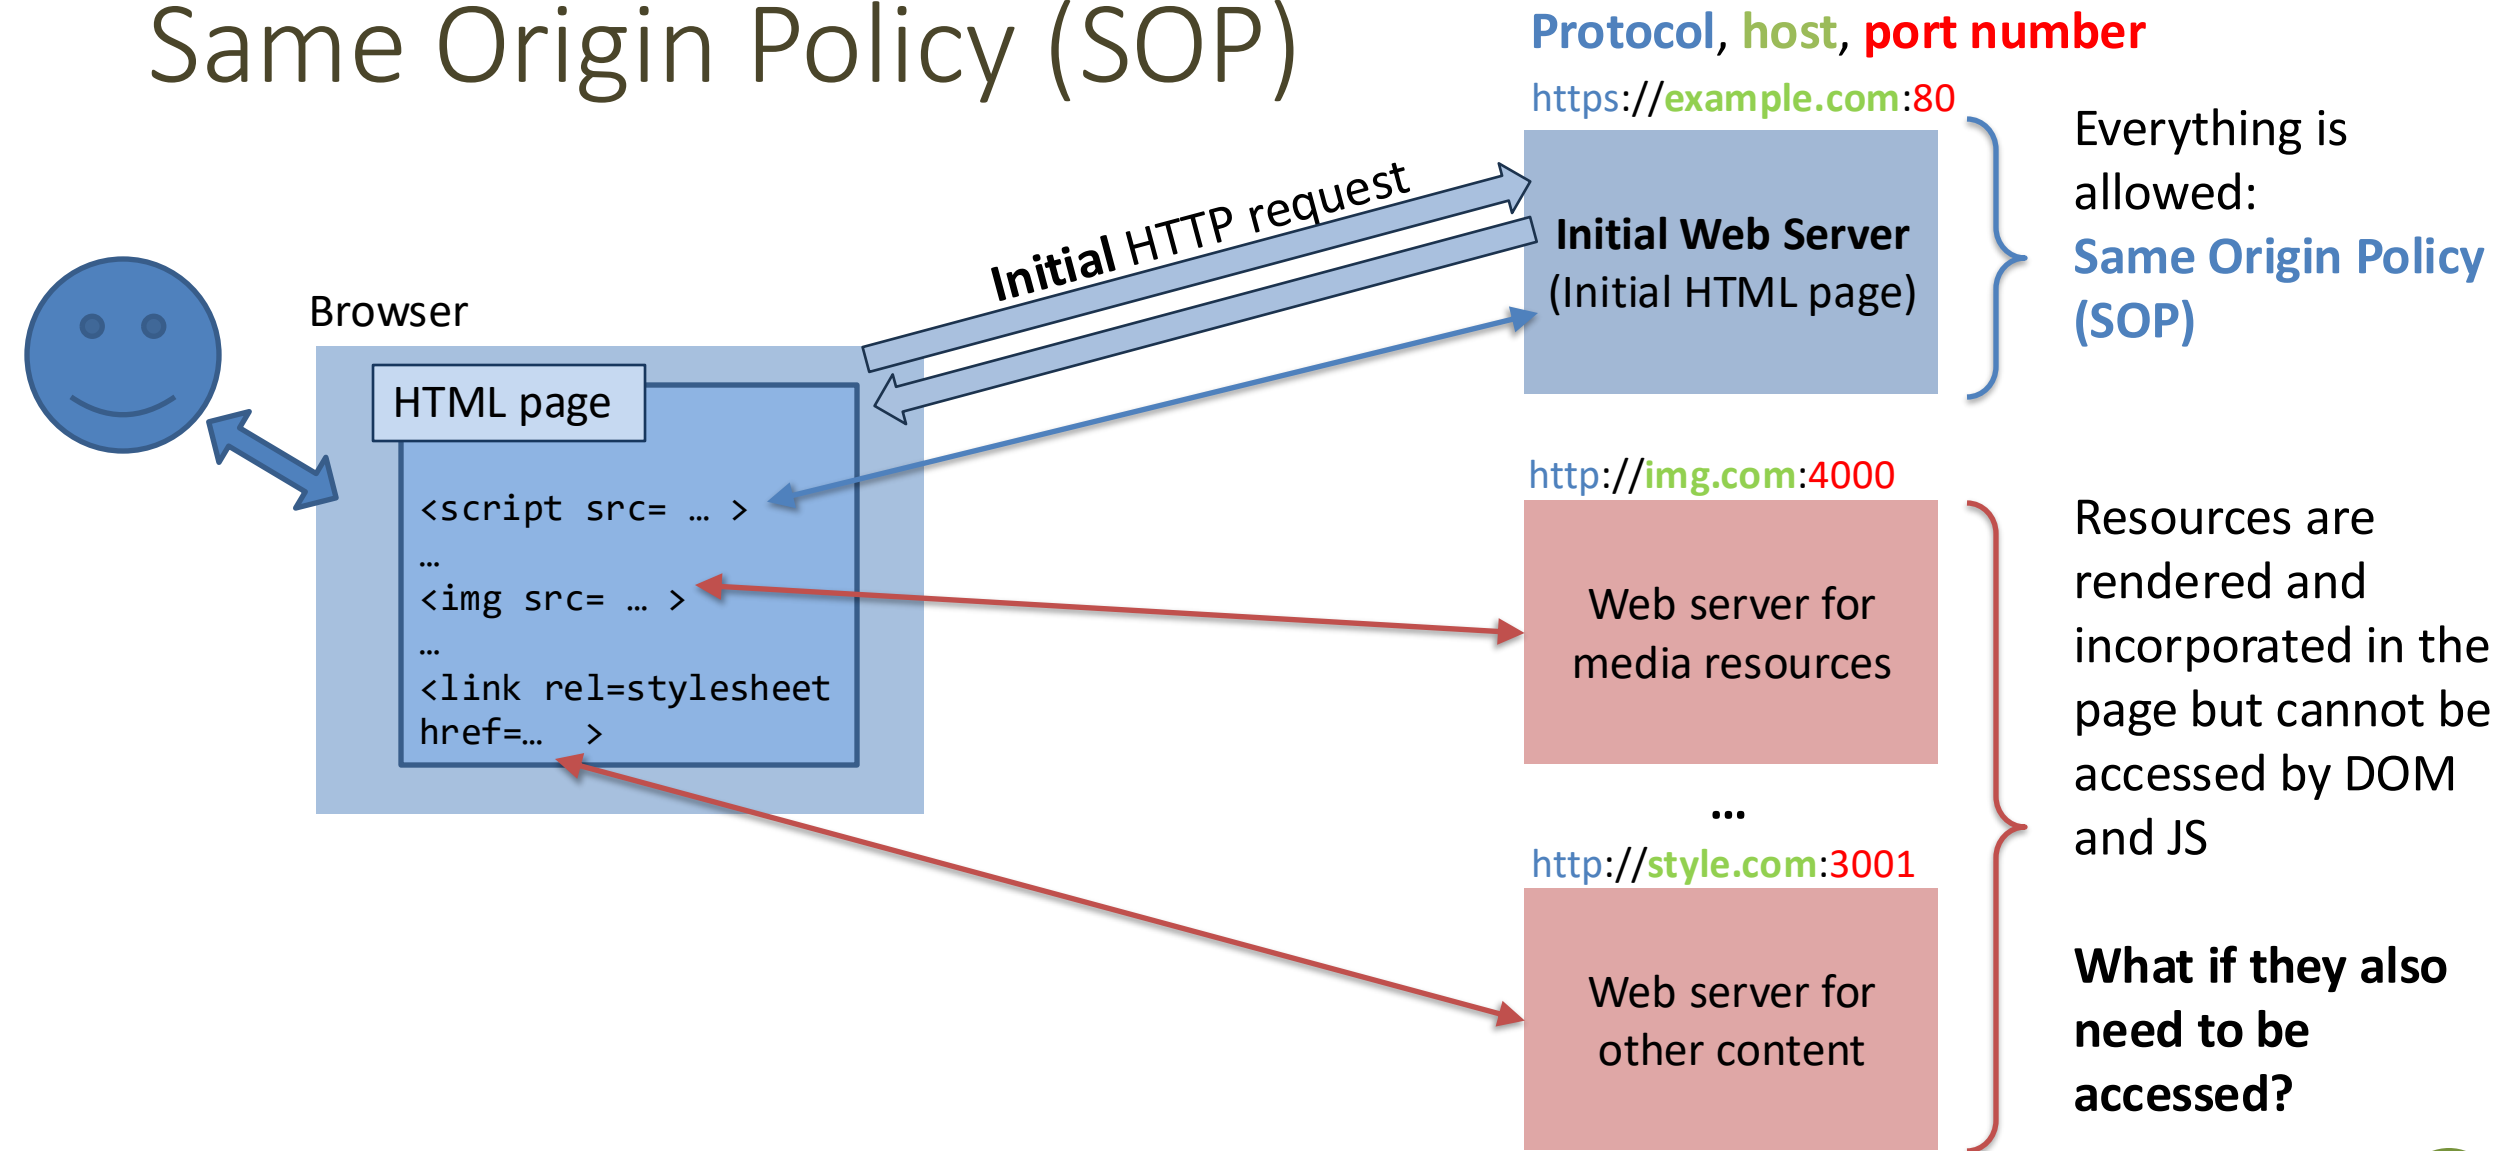 Same Origin Policy (SOP)
Protocol, host, port number
https://example.com:80
Everything is
allowed:
Same Origin Policy
(SOP)
Initial HTTP request
Initial Web Server
(Initial HTML page)
Browser
HTML page
<script src= … >
…
<img src= … >
…
<link rel=stylesheet
href=… >
http://img.com:4000
Web server for
media resources
…
http://style.com:3001
Web server for
other content
Resources are
rendered and
incorporated in the
page but cannot be
accessed by DOM
and JS
What if they also
need to be
accessed?